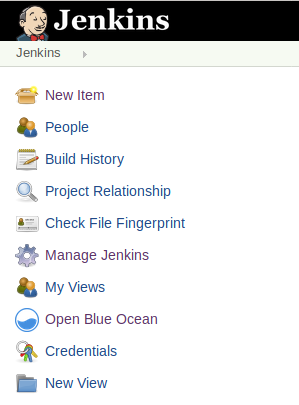 Jenkins
Jenkins
New Item
People
Build History
Project Relationship
Check File Fingerprint
Manage Jenkins
My Views
Open Blue Ocean
Credentials
New View